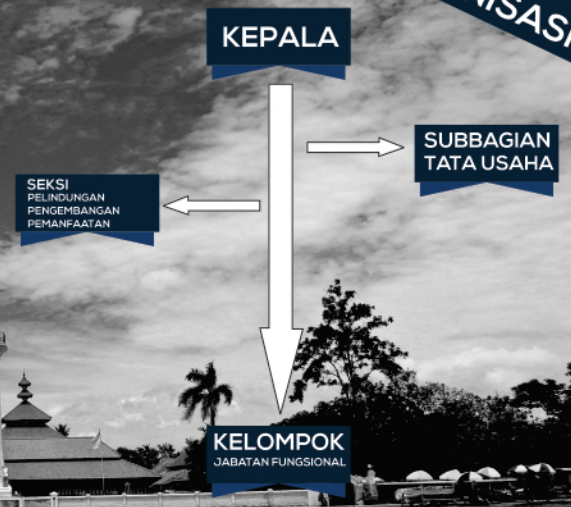 KEPALA
SUBBAGIAN
TATA USAHA
SEKSI
PELINDUNGAN
PENGEMBANGAN
PEMANFAATAN
KELOMPOK
JABATAN FUNGSIONAL